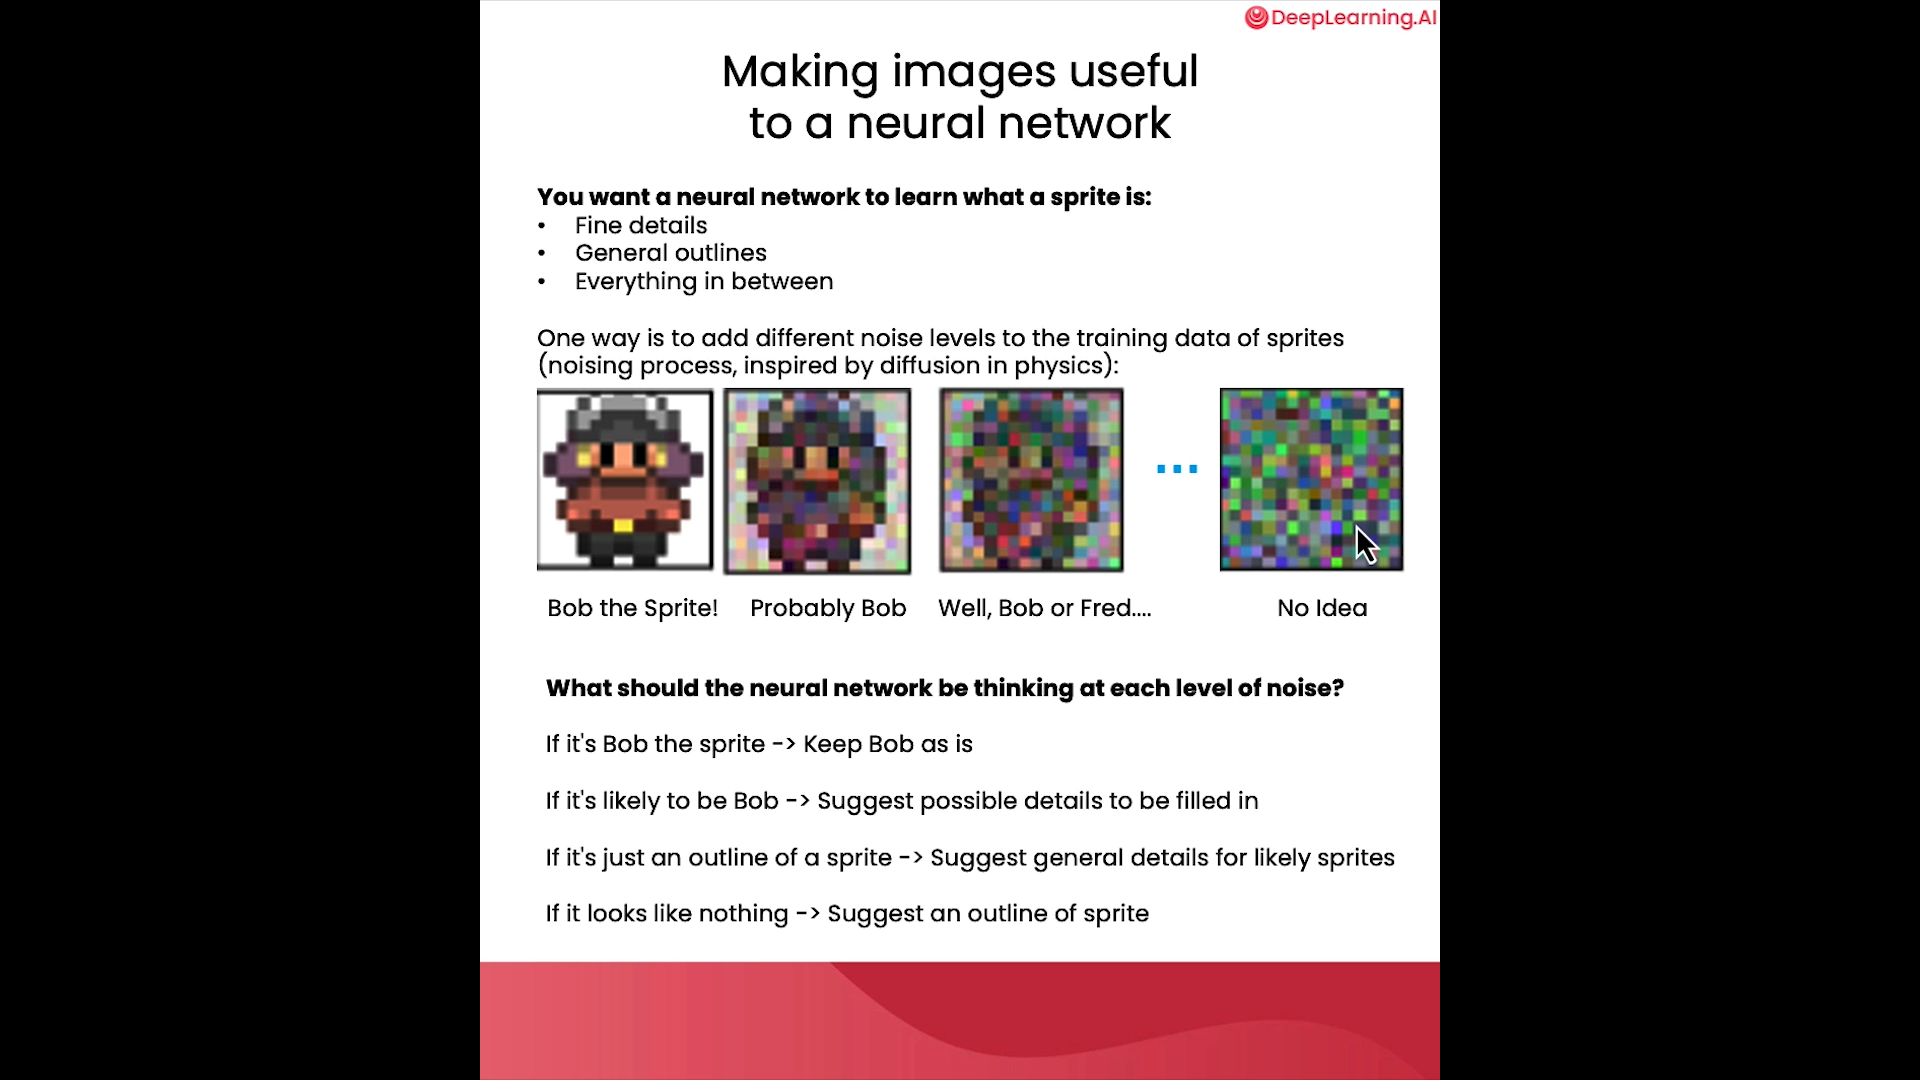 DeepLearning.AI
Making images useful
to a neural network
You want a neural network to learn what a sprite is:
• Fine details
• General outlines
• Everything in between
One way is to add different noise levels to the training data of sprites
(noising process, inspired by diffusion in physics):
...
Bob the Sprite! Probably Bob Well, Bob or Fred.... No Idea
What should the neural network be thinking at each level of noise?
If it's Bob the sprite -> Keep Bob as is
If it's likely to be Bob -> Suggest possible details to be filled in
If it's just an outline of a sprite -> Suggest general details for likely sprites
If it looks like nothing -> Suggest an outline of sprite